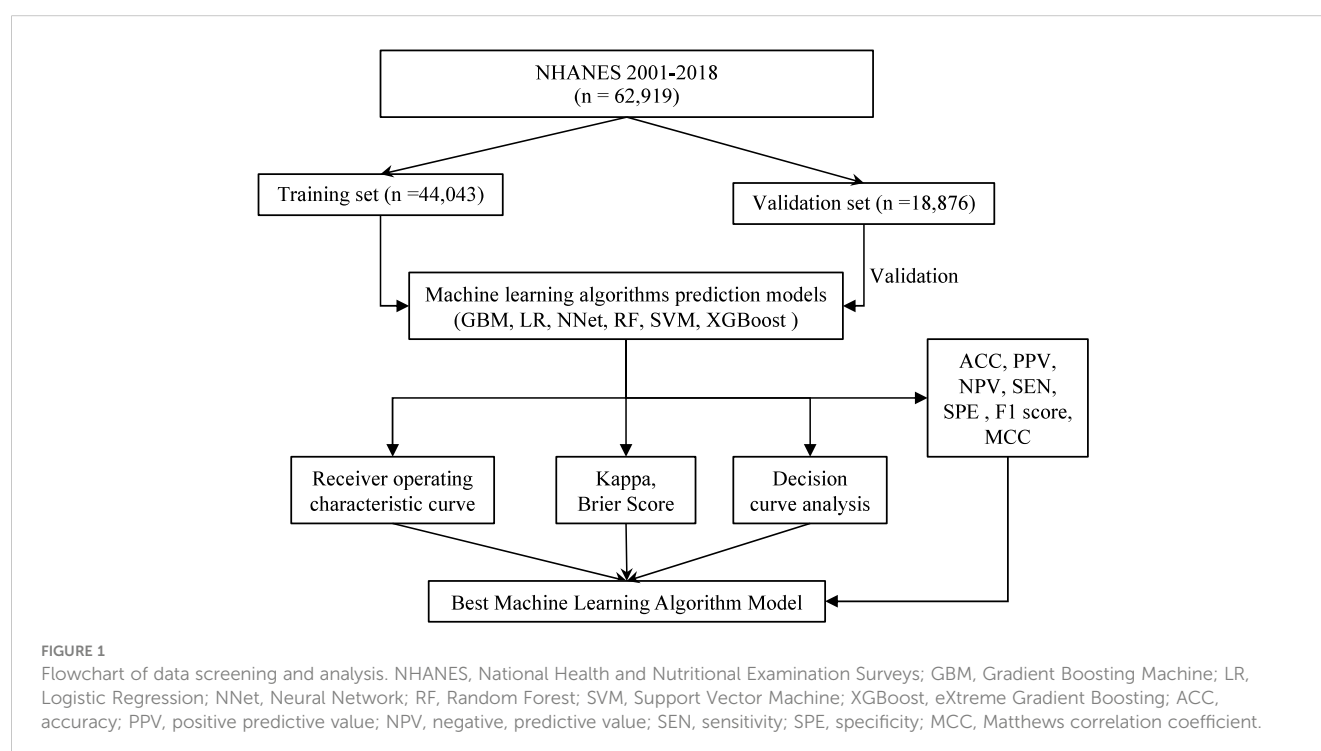 NHANES 2001-2018
(n = 62,919)
Training set (n =44,043)
Validation set (n =18,876)
Validation
Machine learning algorithms prediction models
(GBM, LR, NNet, RF, SVM, XGBoost )
ACC, PPV,
NPV, SEN,
SPE , F1 score,
MCC
Receiver operating
characteristic curve
Kappa,
Brier Score
Decision
curve analysis
Best Machine Learning Algorithm Model
FIGURE 1
Flowchart of data screening and analysis. NHANES, National Health and Nutritional Examination Surveys; GBM, Gradient Boosting Machine; LR,
Logistic Regression; NNet, Neural Network; RF, Random Forest; SVM, Support Vector Machine; XGBoost, eXtreme Gradient Boosting; ACC,
accuracy; PPV, positive predictive value; NPV, negative, predictive value; SEN, sensitivity; SPE, specificity; MCC, Matthews correlation coefficient.